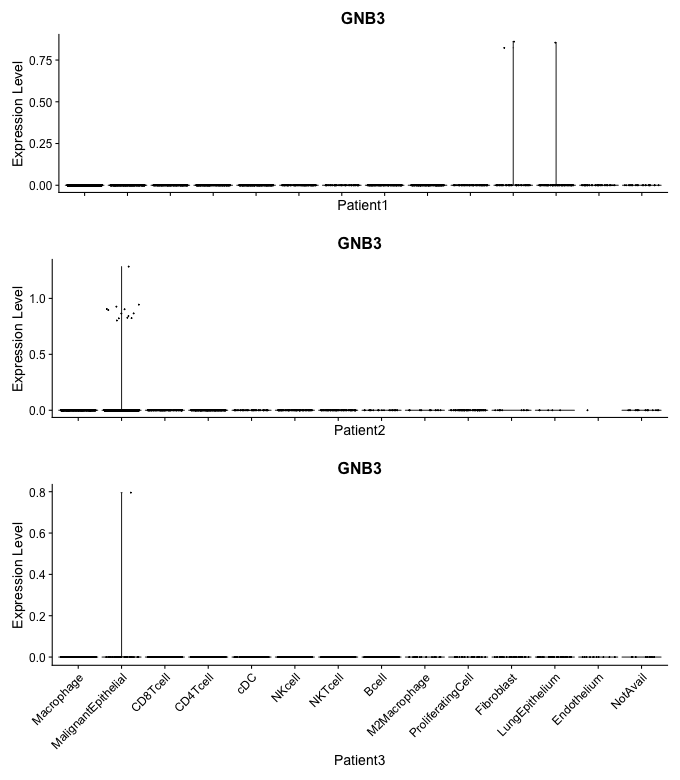 GNB3
Expression Level
0.75
0.50
0.25
0.00
Patient1
GNB3
Expression Level
1.0
0.5
0.0
Patient2
GNB3
Expression Level
0.8
0.6
0.4
0.2
0.0
Macrophage
MalignantEpithelial
CD8Tcell
CD4Tcell
cDC
NKcell
NKTcell
Bcell
M2Macrophage
ProliferatingCell
Fibroblast
LungEpithelium
Endothelium
NotAvail
Patient3